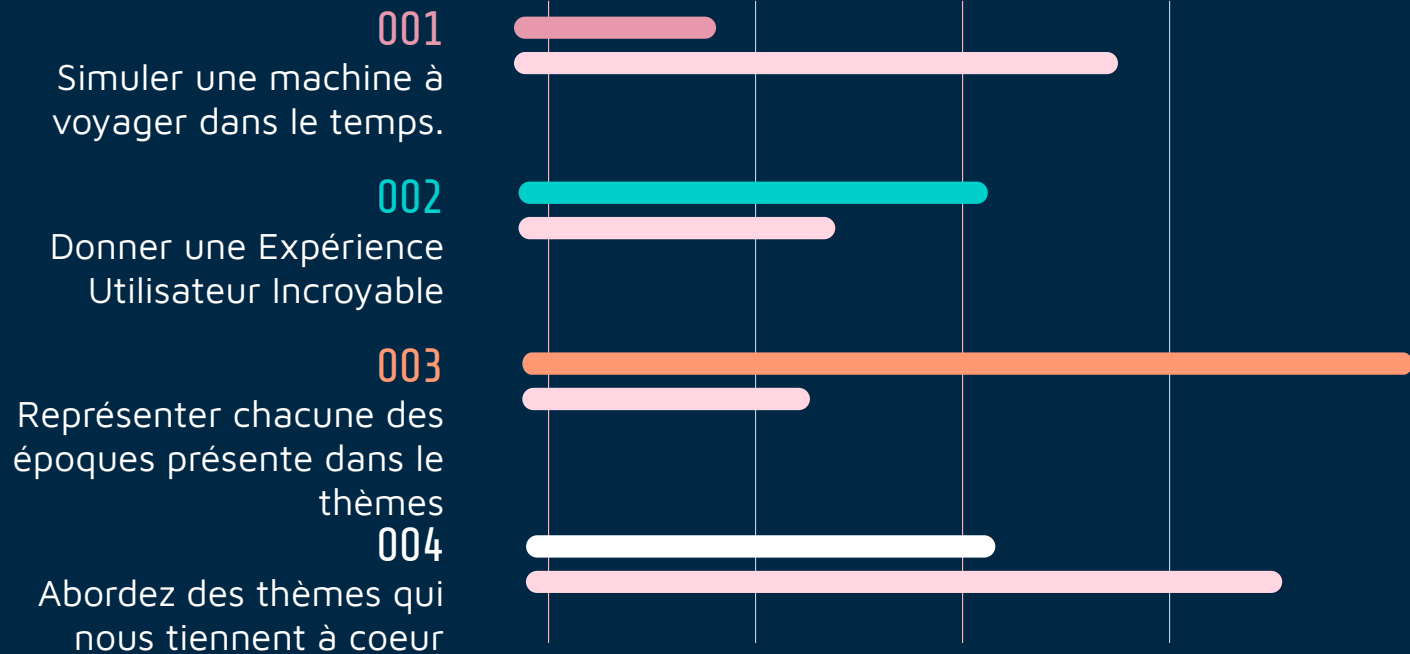 001
Simuler une machine à
voyager dans le temps.
002
Donner une Expérience
Utilisateur Incroyable
003
Représenter chacune des
époques présente dans le
thèmes
004
Abordez des thèmes qui
nous tiennent à coeur